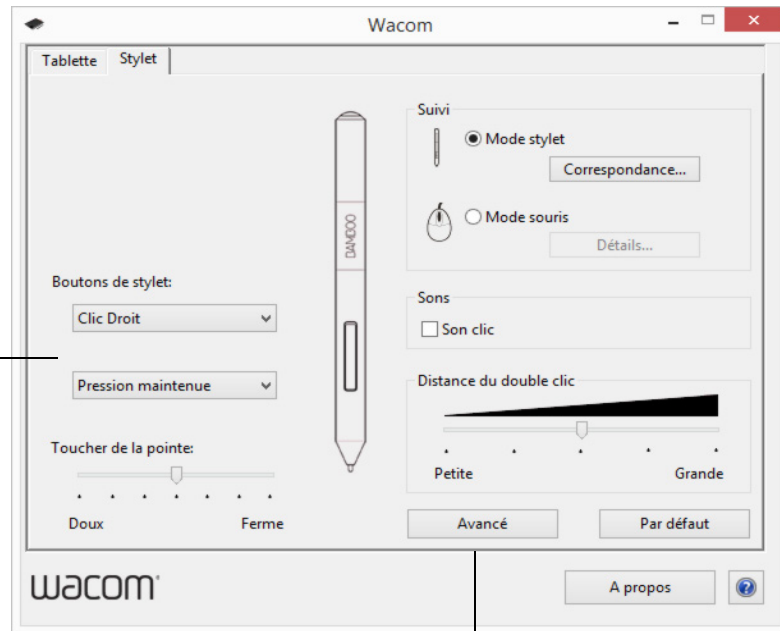 Wacom
Tablette
Stylet
Suivi
Mode stylet
Correspondance...
Mode souris
Détails...
BAMBOO
Boutons de stylet:
Clic Droit
Pression maintenue
Sons
Son clic
Distance du double clic
Petite
Grande
Toucher de la pointe:
Doux
Ferme
Avancé
Par défaut
wacom
A propos
?